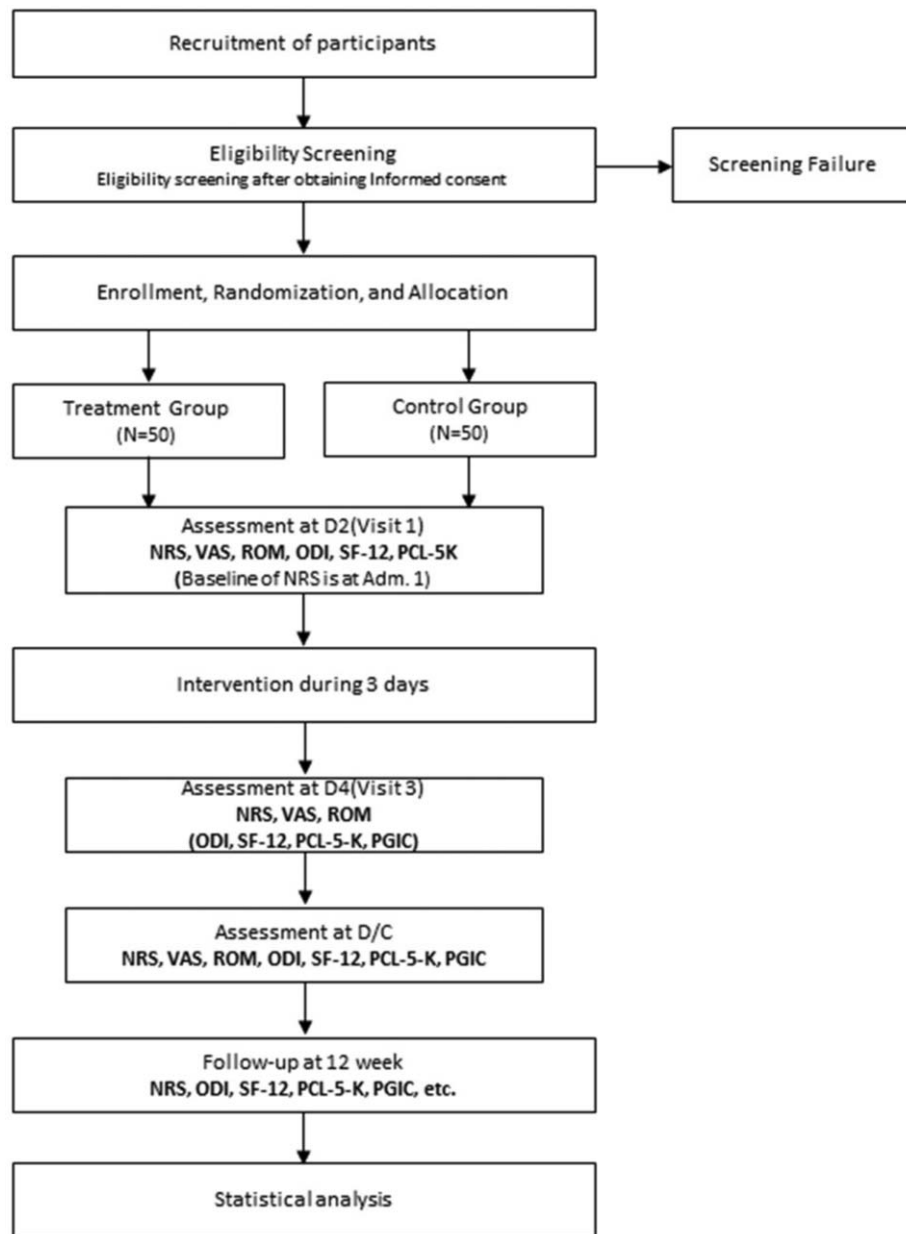 Recruitment of participants
Eligibility Screening
Eligibility screening after obtaining Informed consent
Screening Failure
Enrollment, Randomization, and Allocation
Treatment Group
(N=50)
Control Group
(N=50)
Assessment at D2(Visit 1)
NRS, VAS, ROM, ODI, SF-12, PCL-5K
(Baseline of NRS is at Adm. 1)
Intervention during 3 days
Assessment at D4(Visit 3)
NRS, VAS, ROM
(ODI, SF-12, PCL-5-K, PGIC)
Assessment at D/C
NRS, VAS, ROM, ODI, SF-12, PCL-5-K, PGIC
Follow-up at 12 week
NRS, ODI, SF-12, PCL-5-K, PGIC, etc.
Statistical analysis